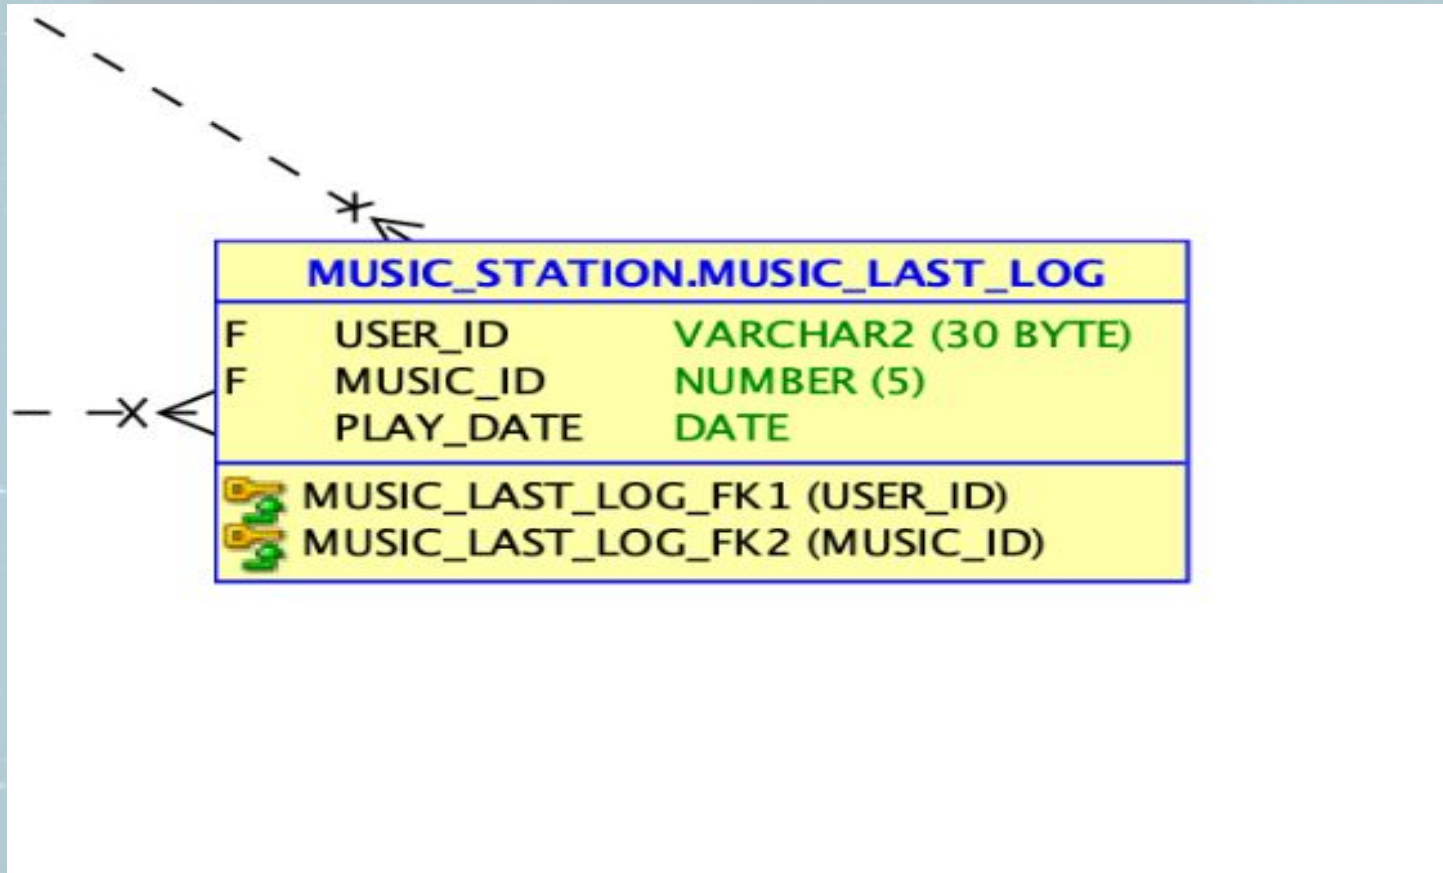 MUSIC_STATION.MUSIC_LAST_LOG
F USER_ID VARCHAR2 (30 BYTE)
F MUSIC_ID NUMBER (5)
PLAY_DATE DATE
MUSIC_LAST_LOG_FK1 (USER_ID)
MUSIC_LAST_LOG_FK2 (MUSIC_ID)